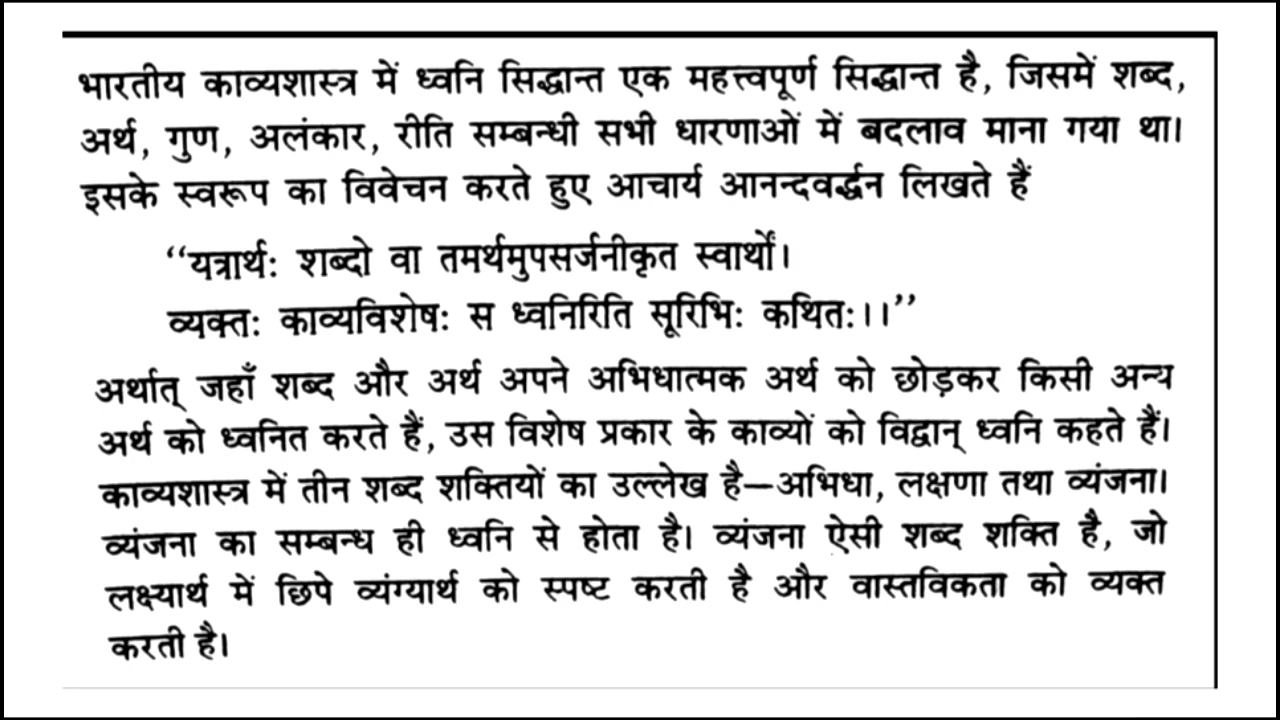 भारतीय काव्यशास्त्र में ध्वनि सिद्धान्त एक महत्त्वपूर्ण सिद्धान्त है, जिसमें शब्द,
अर्थ, गुण, अलंकार, रीति सम्बन्धी सभी धारणाओं में बदलाव माना गया था।
इसके स्वरूप का विवेचन करते हुए आचार्य आनन्दवर्द्धन लिखते हैं
‘‘यत्रार्थः शब्दो वा तमर्थमुपसर्जनीकृत स्वार्थों।
व्यक्तः काव्यविशेषः स ध्वनिरिति सूरिभिः कथितः।।’’
अर्थात् जहाँ शब्द और अर्थ अपने अभिधात्मक अर्थ को छोड़कर किसी अन्य
अर्थ को ध्वनित करते हैं, उस विशेष प्रकार के काव्यों को विद्वान् ध्वनि कहते हैं।
काव्यशास्त्र में तीन शब्द शक्तियों का उल्लेख है—अभिधा, लक्षणा तथा व्यंजना।
व्यंजना का सम्बन्ध ही ध्वनि से होता है। व्यंजना ऐसी शब्द शक्ति है, जो
लक्ष्यार्थ में छिपे व्यंग्यार्थ को स्पष्ट करती है और वास्तविकता को व्यक्त
करती है।